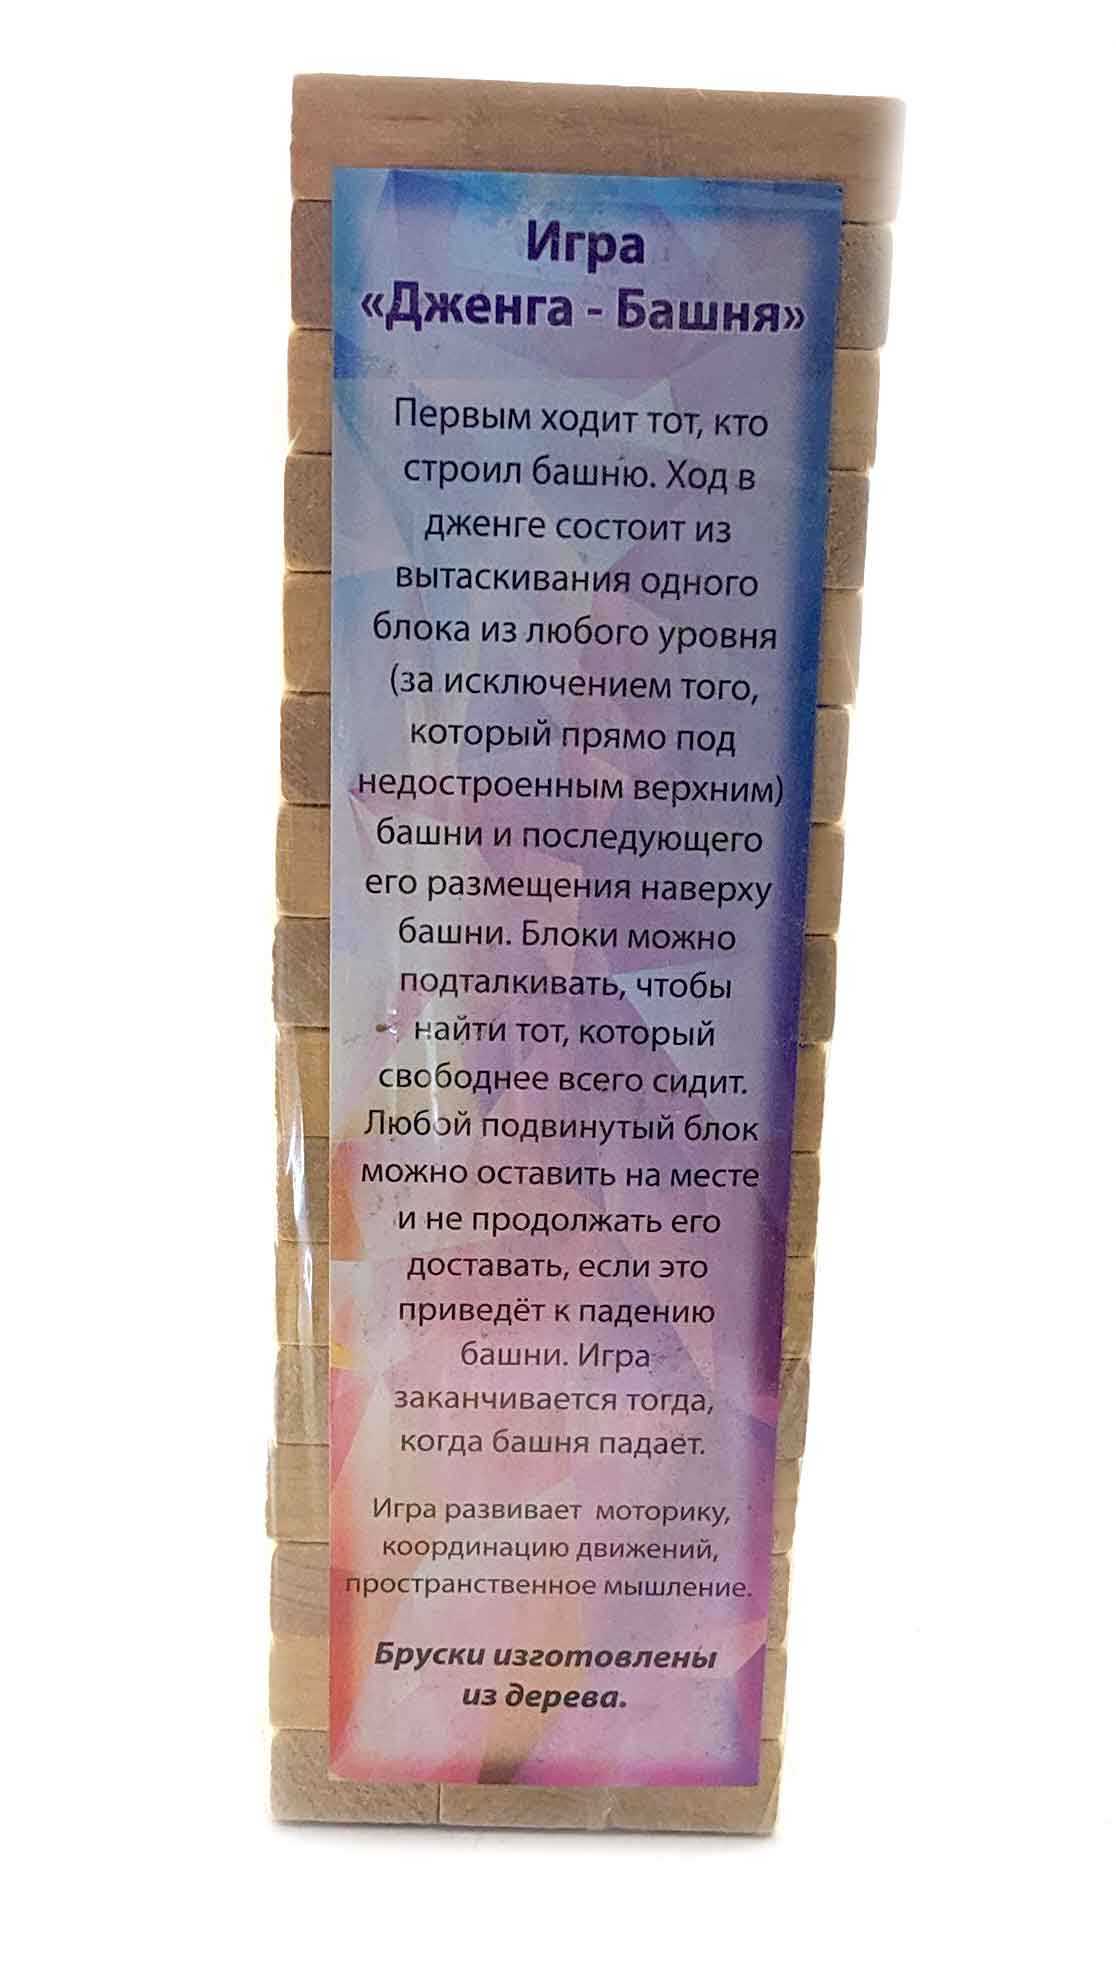 Игра
«Дженга - Башня»
Первым ходит тот, кто
строил башню. Ход в
дженге состоит из
вытаскивания одного
блока из любого уровня
(за исключением того,
который прямо под
недостроенным верхним)
башни и последующего
его размещения наверху
башни. Блоки можно
подталкивать, чтобы
найти тот, который
свободнее всего сидит.
Любой подвинутый блок
можно оставить на месте
и не продолжать его
доставать, если это
приведёт к падению
башни. Игра
заканчивается тогда,
когда башня падает.
Игра развивает моторику,
координацию движений,
пространственное мышление.
Бруски изготовлены
из дерева.